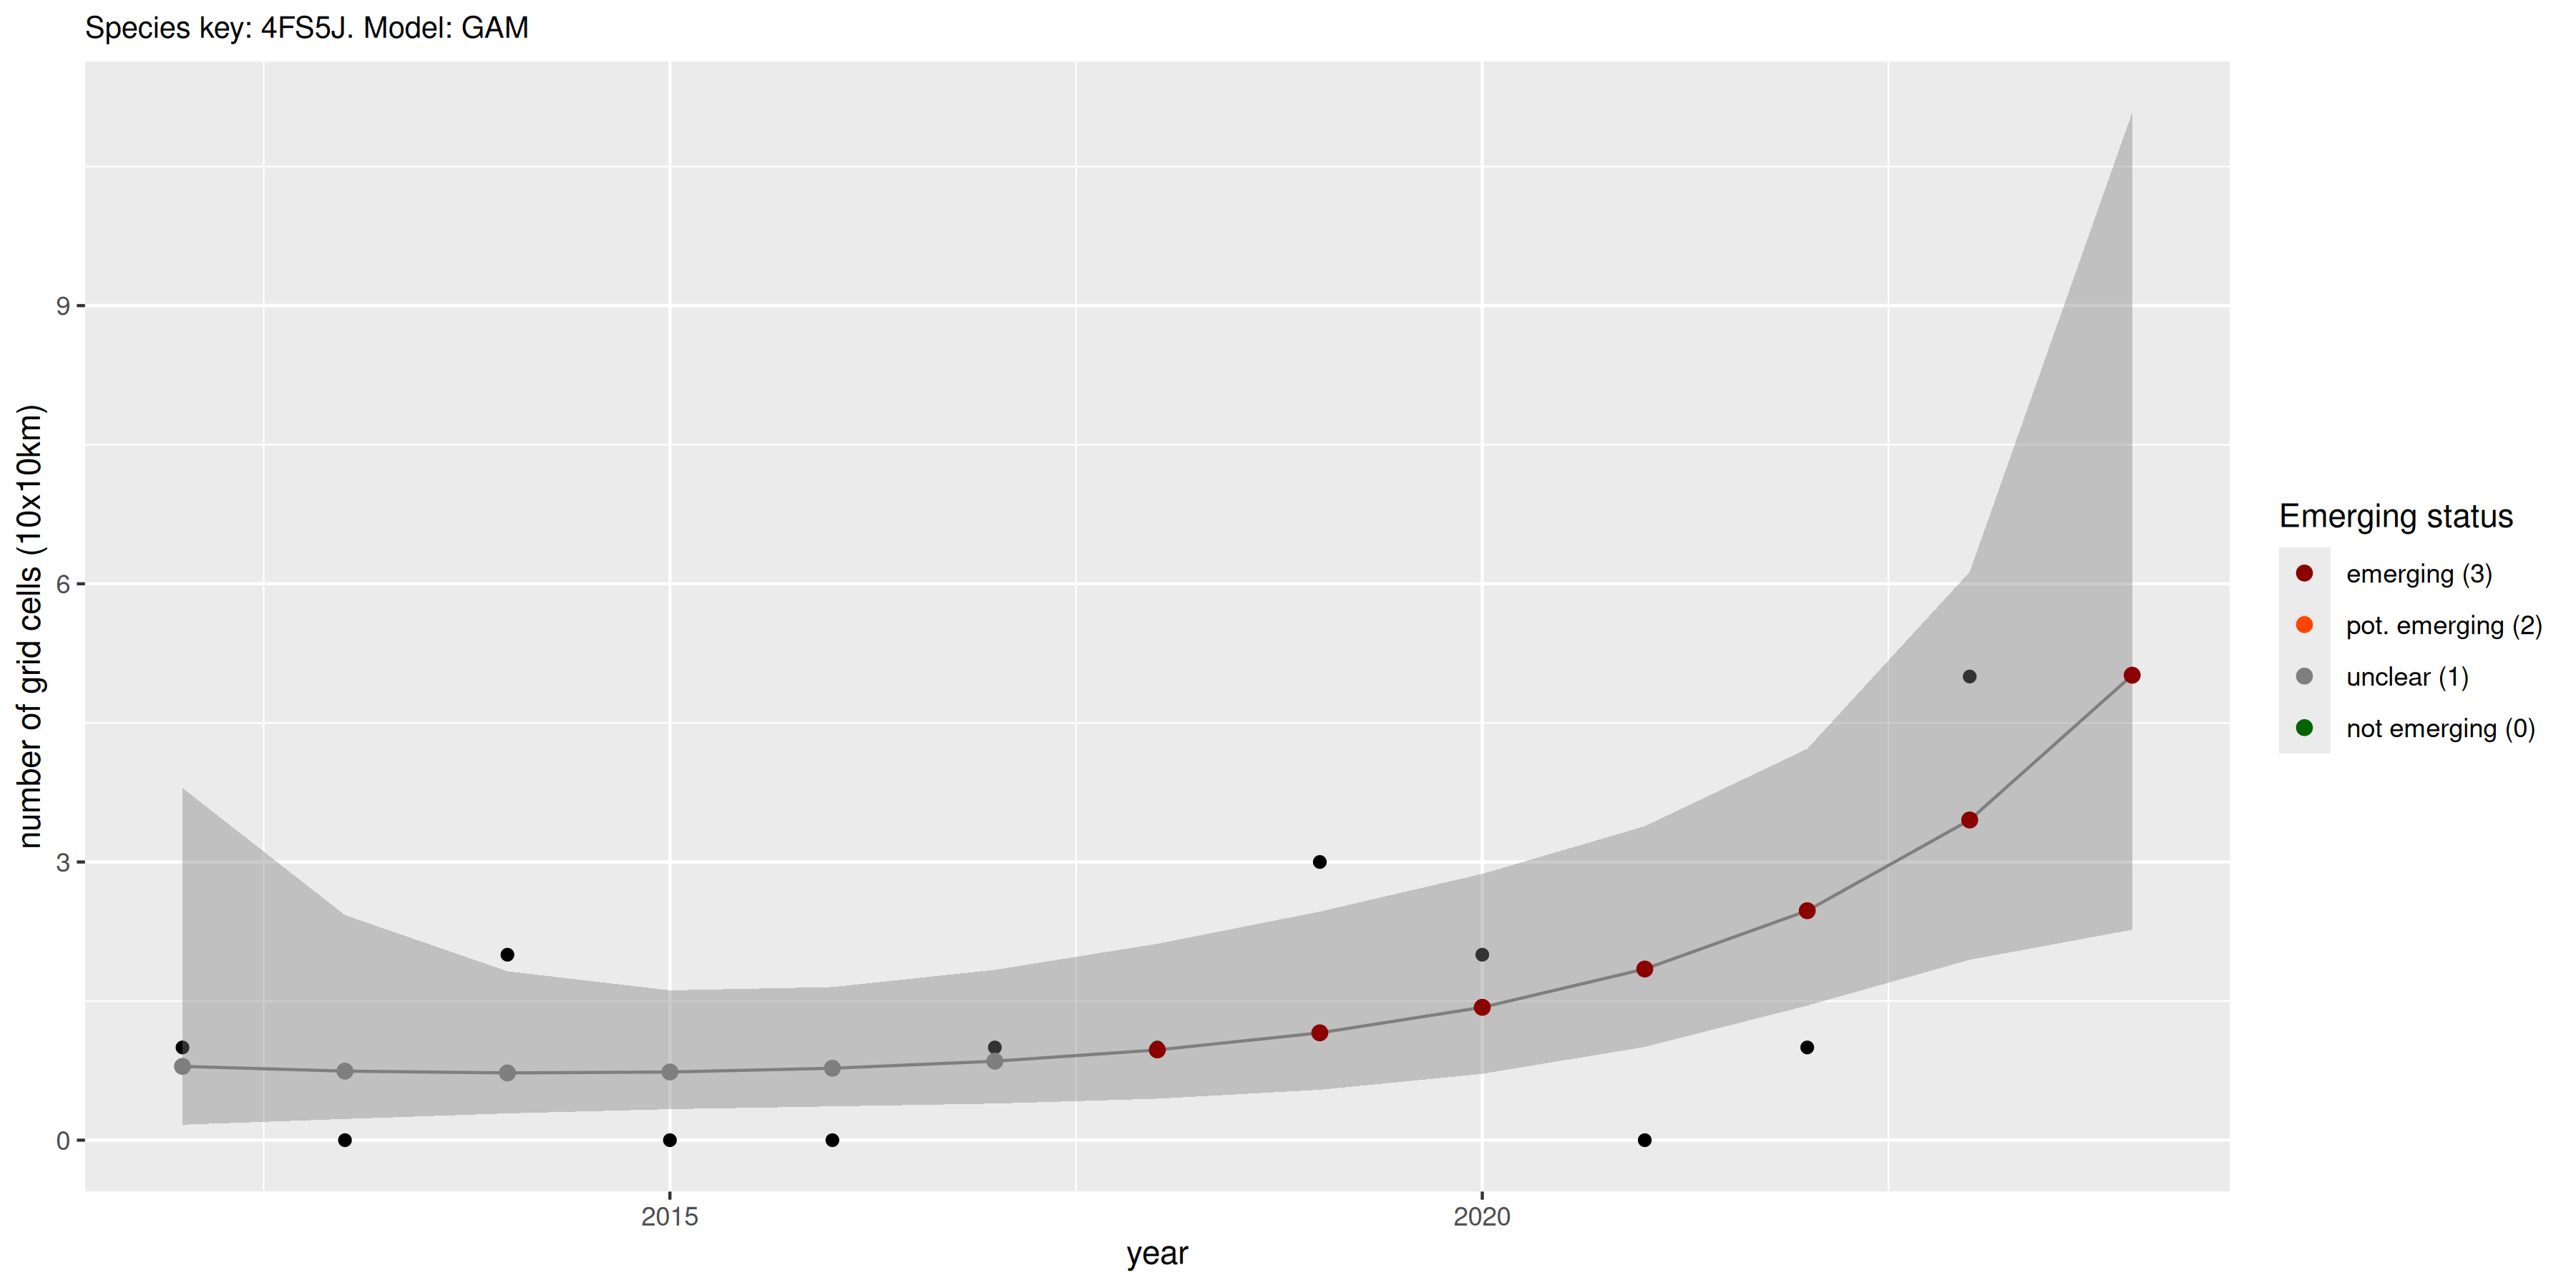 Species key: 4FS5J. Model: GAM
number of grid cells (10x10km)
9
6
3
0
2015
2020
year
Emerging status
emerging (3)
pot. emerging (2)
unclear (1)
not emerging (0)